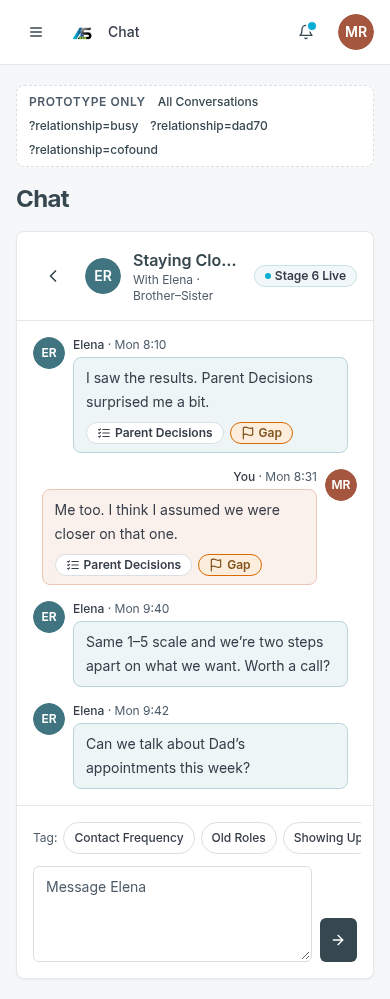 Chat
MR
PROTOTYPE ONLY All Conversations
?relationship=busy ?relationship=dad70
?relationship=cofound
Chat
ER
Staying Clo…
With Elena ·
Brother–Sister
Stage 6 Live
ER
Elena · Mon 8:10
I saw the results. Parent Decisions
surprised me a bit.
Parent Decisions Gap
You · Mon 8:31
MR
Me too. I think I assumed we were
closer on that one.
Parent Decisions Gap
ER
Elena · Mon 9:40
Same 1–5 scale and we’re two steps
apart on what we want. Worth a call?
ER
Elena · Mon 9:42
Can we talk about Dad’s
appointments this week?
Tag: Contact Frequency Old Roles Showing Up
Message Elena